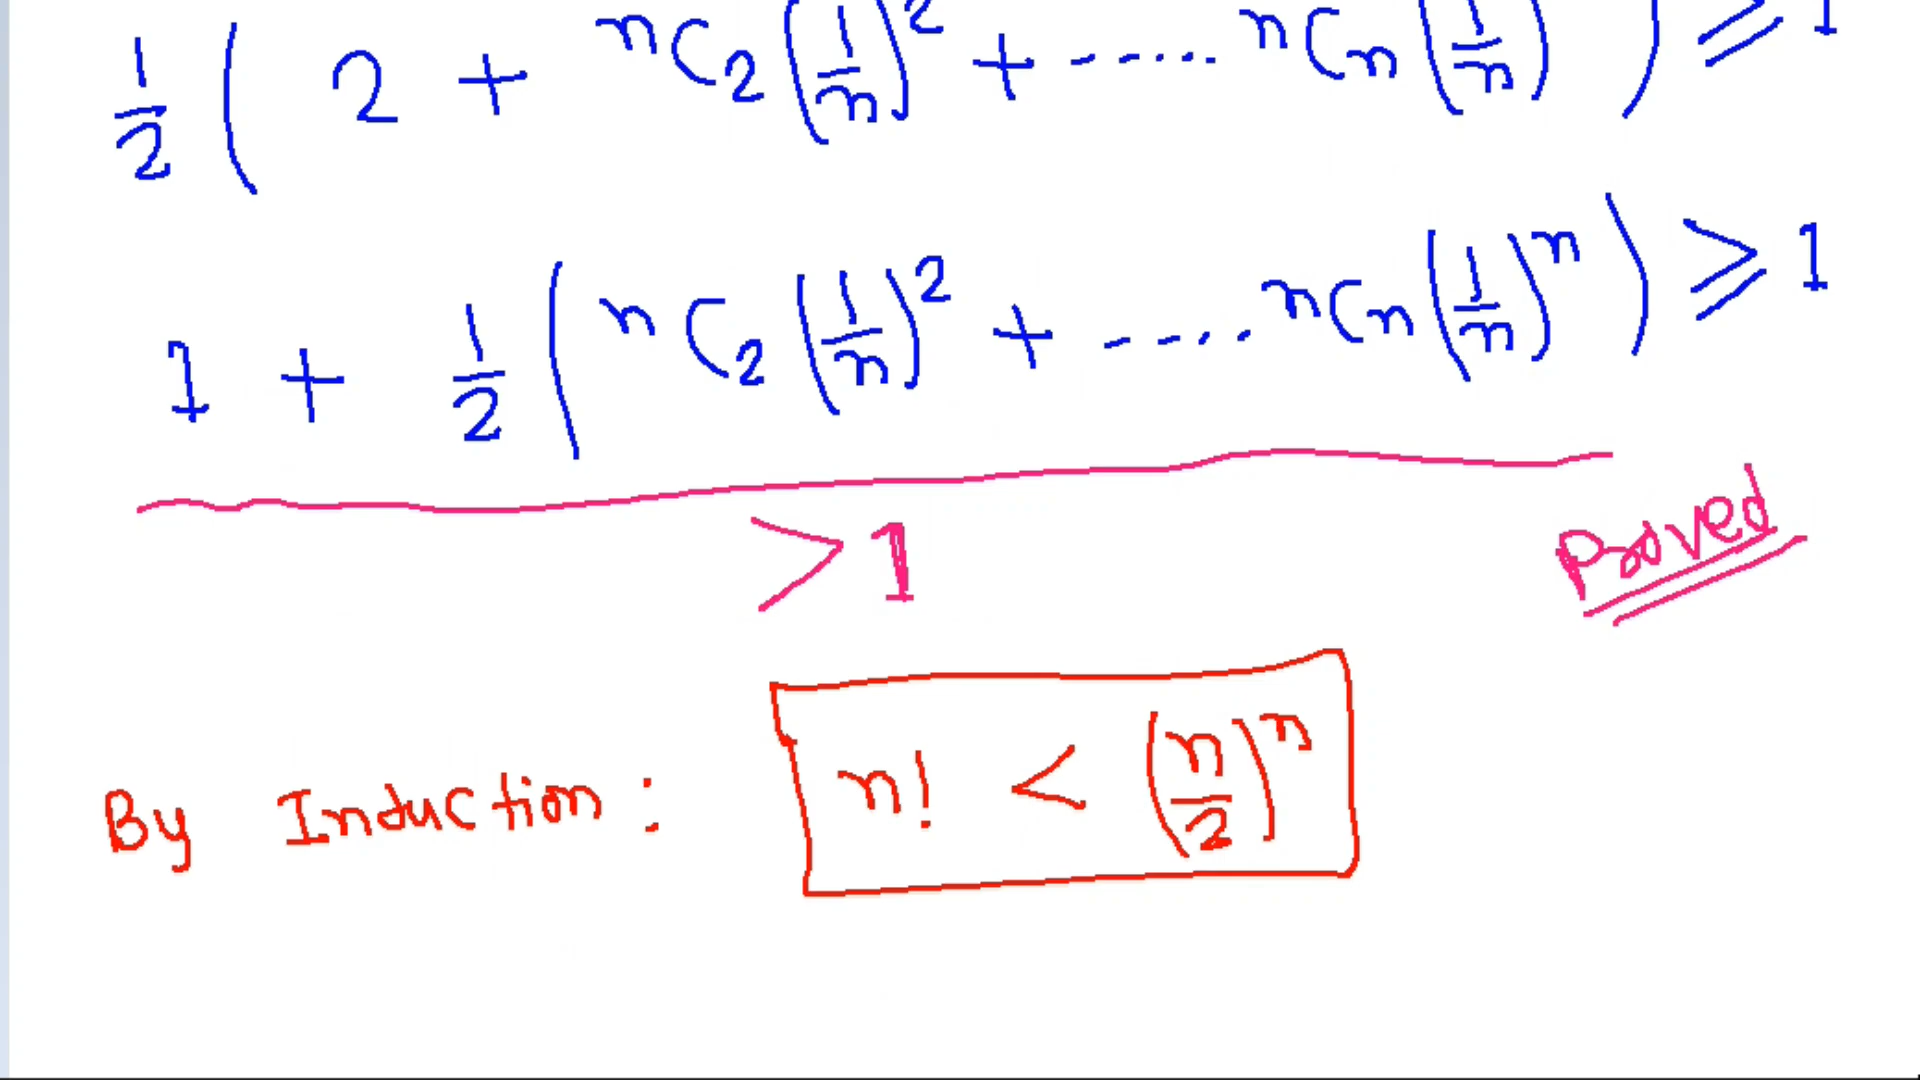 1/2 ( 2 + ⁿC₂ (1/n)² + ----... ⁿCₙ (1/n) ) ≥ 1
1 + 1/2 ( ⁿC₂ (1/n)² + ----... ⁿCₙ (1/n)ⁿ ) ≥ 1
> 1
Proved
By Induction : n! < (n/2)ⁿ